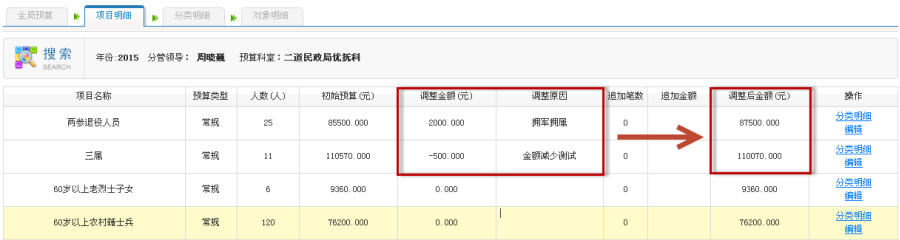 全局预算 项目明细 分类明细 对象明细
搜索 年份:2015 分管领导： 周晓巍 预算科室：二道民政局优抚科
SEARCH
项目名称 预算类型 人数(人) 初始预算(元) 调整金额(元) 调整原因 追加笔数 追加金额 调整后金额(元) 操作
两参退役人员 常规 25 85500.000 2000.000 拥军拥属 0 87500.000 分类明细
编辑
三属 常规 11 110570.000 -500.000 金额减少测试 0 110070.000 分类明细
编辑
60岁以上老烈士子女 常规 6 9360.000 0.000 0 9360.000 分类明细
编辑
60岁以上农村籍士兵 常规 120 76200.000 0.000 0 76200.000 分类明细
编辑